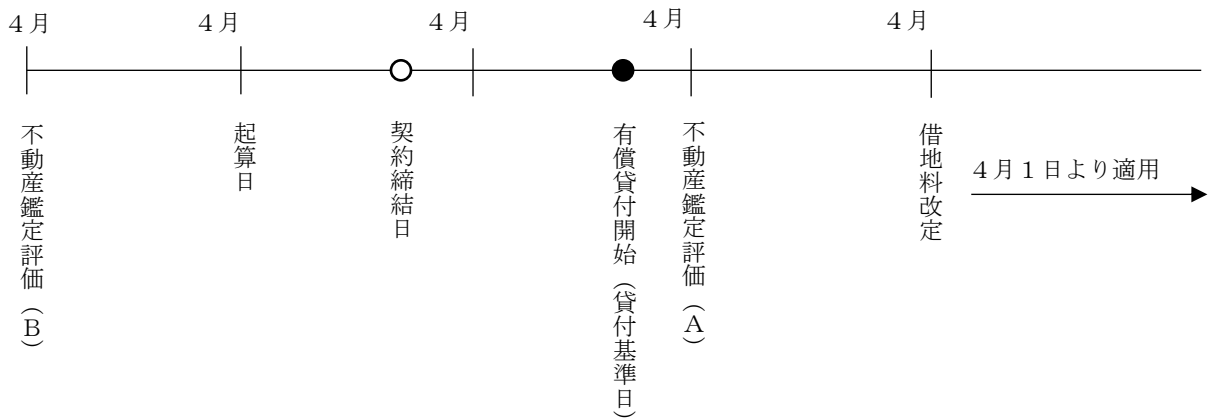 4月
4月
4月
4月
4月
不動産鑑定評価(B)
起算日
契約締結日
有償貸付開始(貸付基準日)
不動産鑑定評価(A)
借地料改定
4月1日より適用